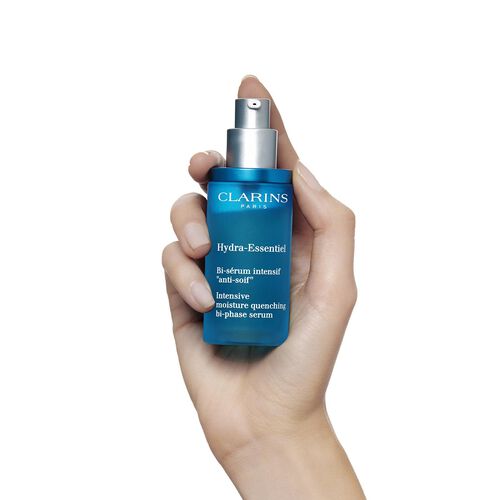 CLARINS
PARIS
Hydra-Essentiel
Bi-sérum intensif
"anti-soif"
Intensive
moisture quenching
bi-phase serum